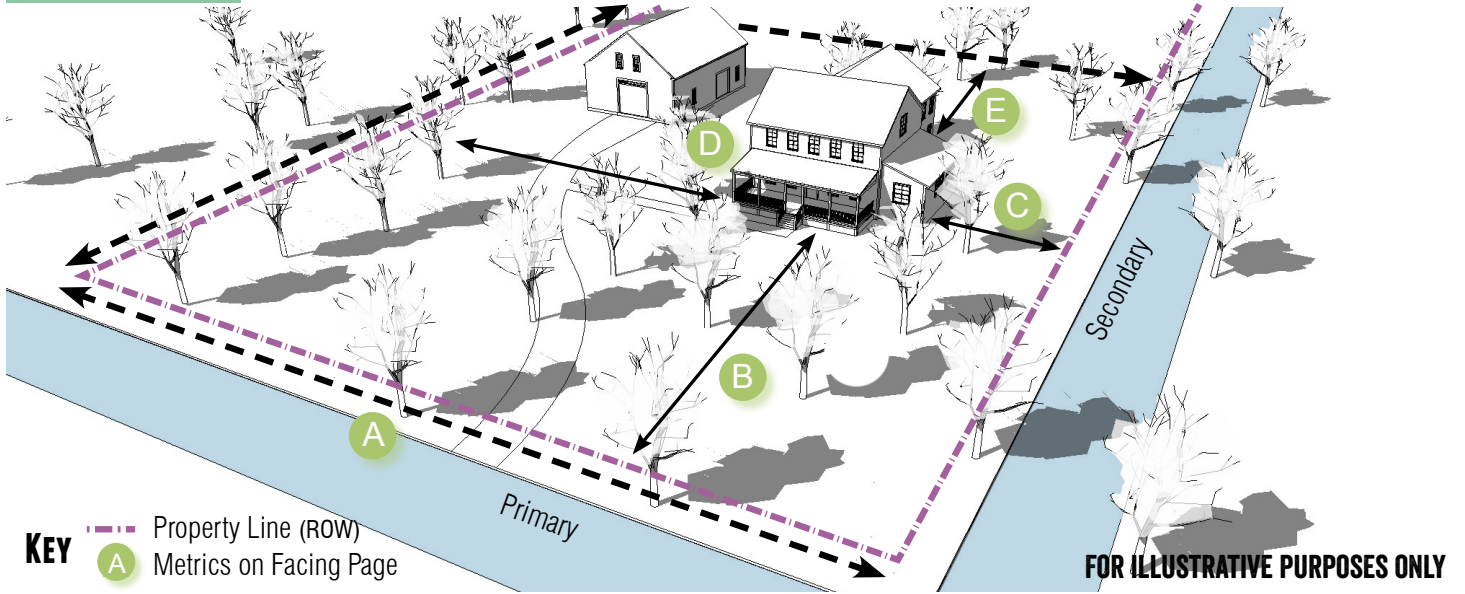 E
D
C
Secondary
B
A
Primary
KEY
Property Line (ROW)
A Metrics on Facing Page
FOR ILLUSTRATIVE PURPOSES ONLY